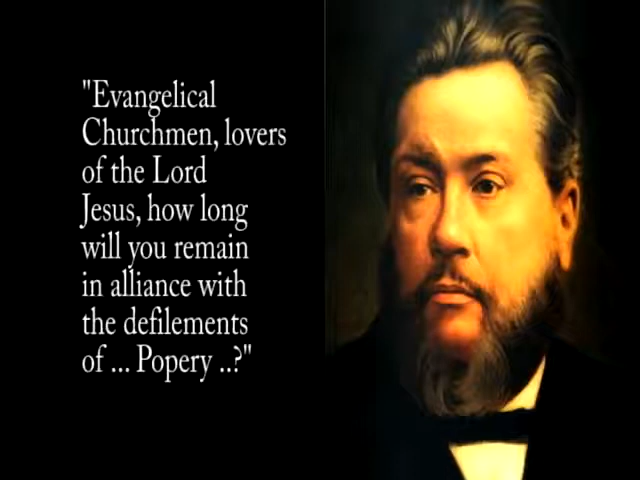 "Evangelical
Churchmen, lovers
of the Lord
Jesus, how long
will you remain
in alliance with
the defilements
of ... Popery ..?"